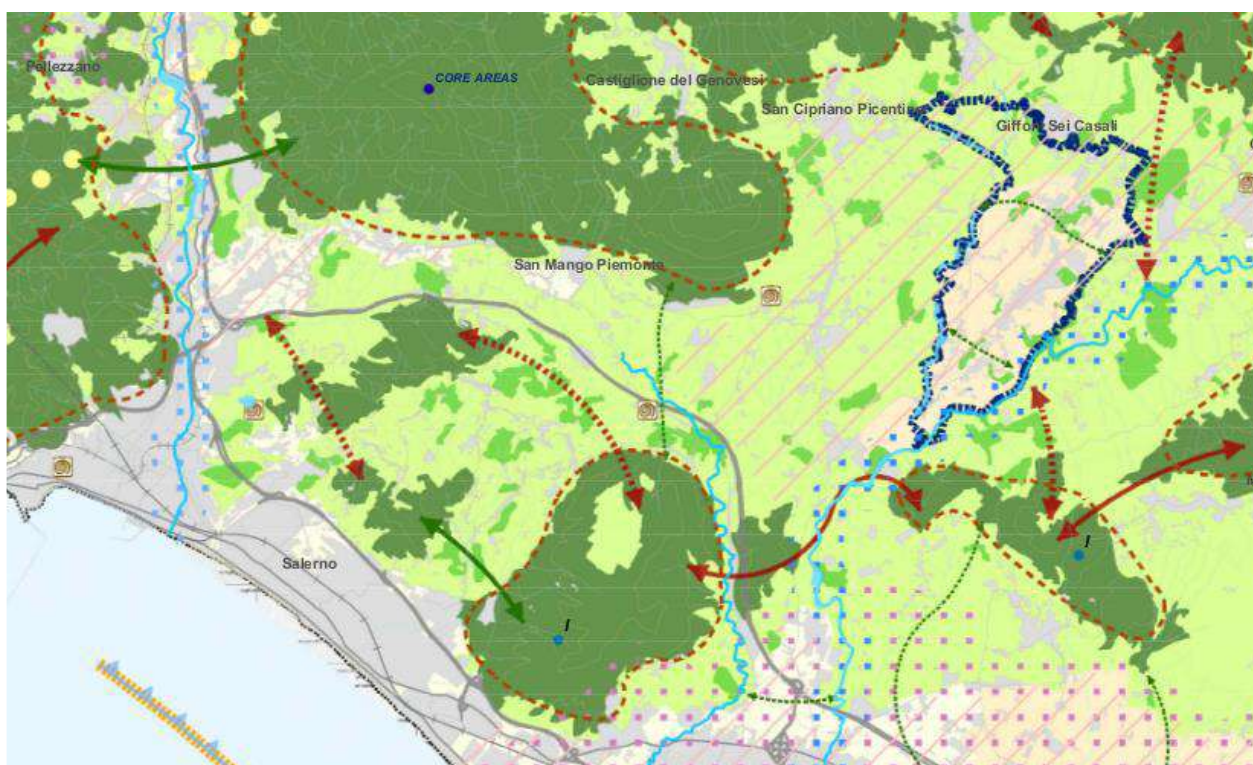 Pellezzano
CORE AREAS
Castiglione del Genovesi
San Cipriano Picentino
Giffoni Sei Casali
San Mango Piemonte
Salerno
I
I